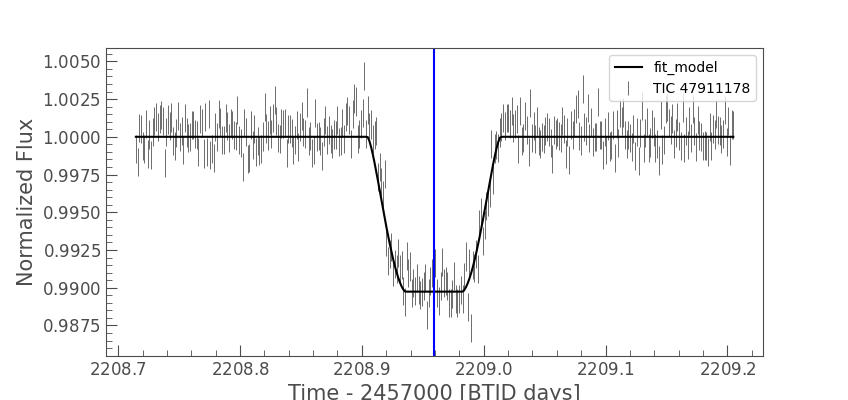 1.0050
1.0025
1.0000
0.9975
0.9950
0.9925
0.9900
0.9875
Normalized Flux
fit_model
TIC 47911178
2208.7 2208.8 2208.9 2209.0 2209.1 2209.2
Time - 2457000 [BTJD days]